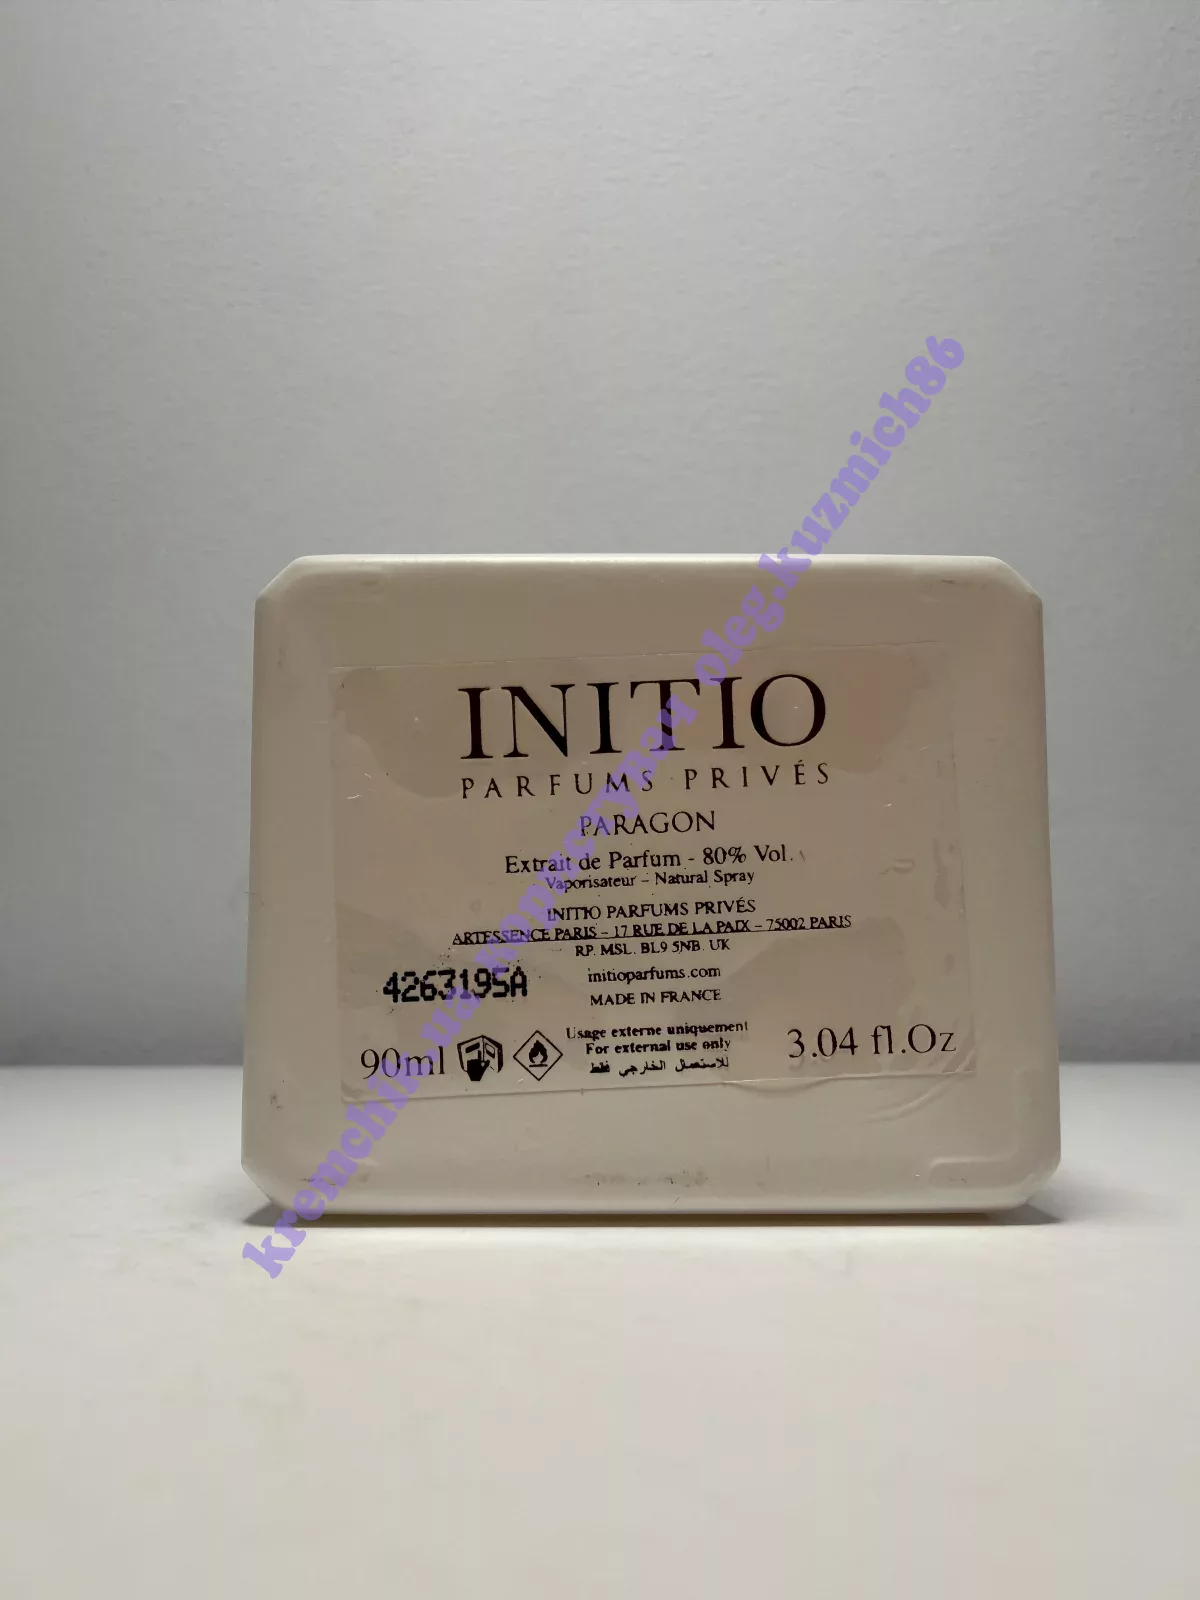 INITIO
PARFUMS PRIVÉS
PARAGON
Extrait de Parfum - 80% Vol.
Vaporisateur – Natural Spray
INITIO PARFUMS PRIVÉS
ARTESSENCE PARIS – 17 RUE DE LA PAIX – 75002 PARIS
RP. MSL. BL9 5NB. UK
4263195A
initioparfums.com
MADE IN FRANCE
90ml
Usage externe uniquement
For external use only
للاستعمال الخارجي فقط
3.04 fl.Oz
kremchik.ua користувач oleg.kuzmich86